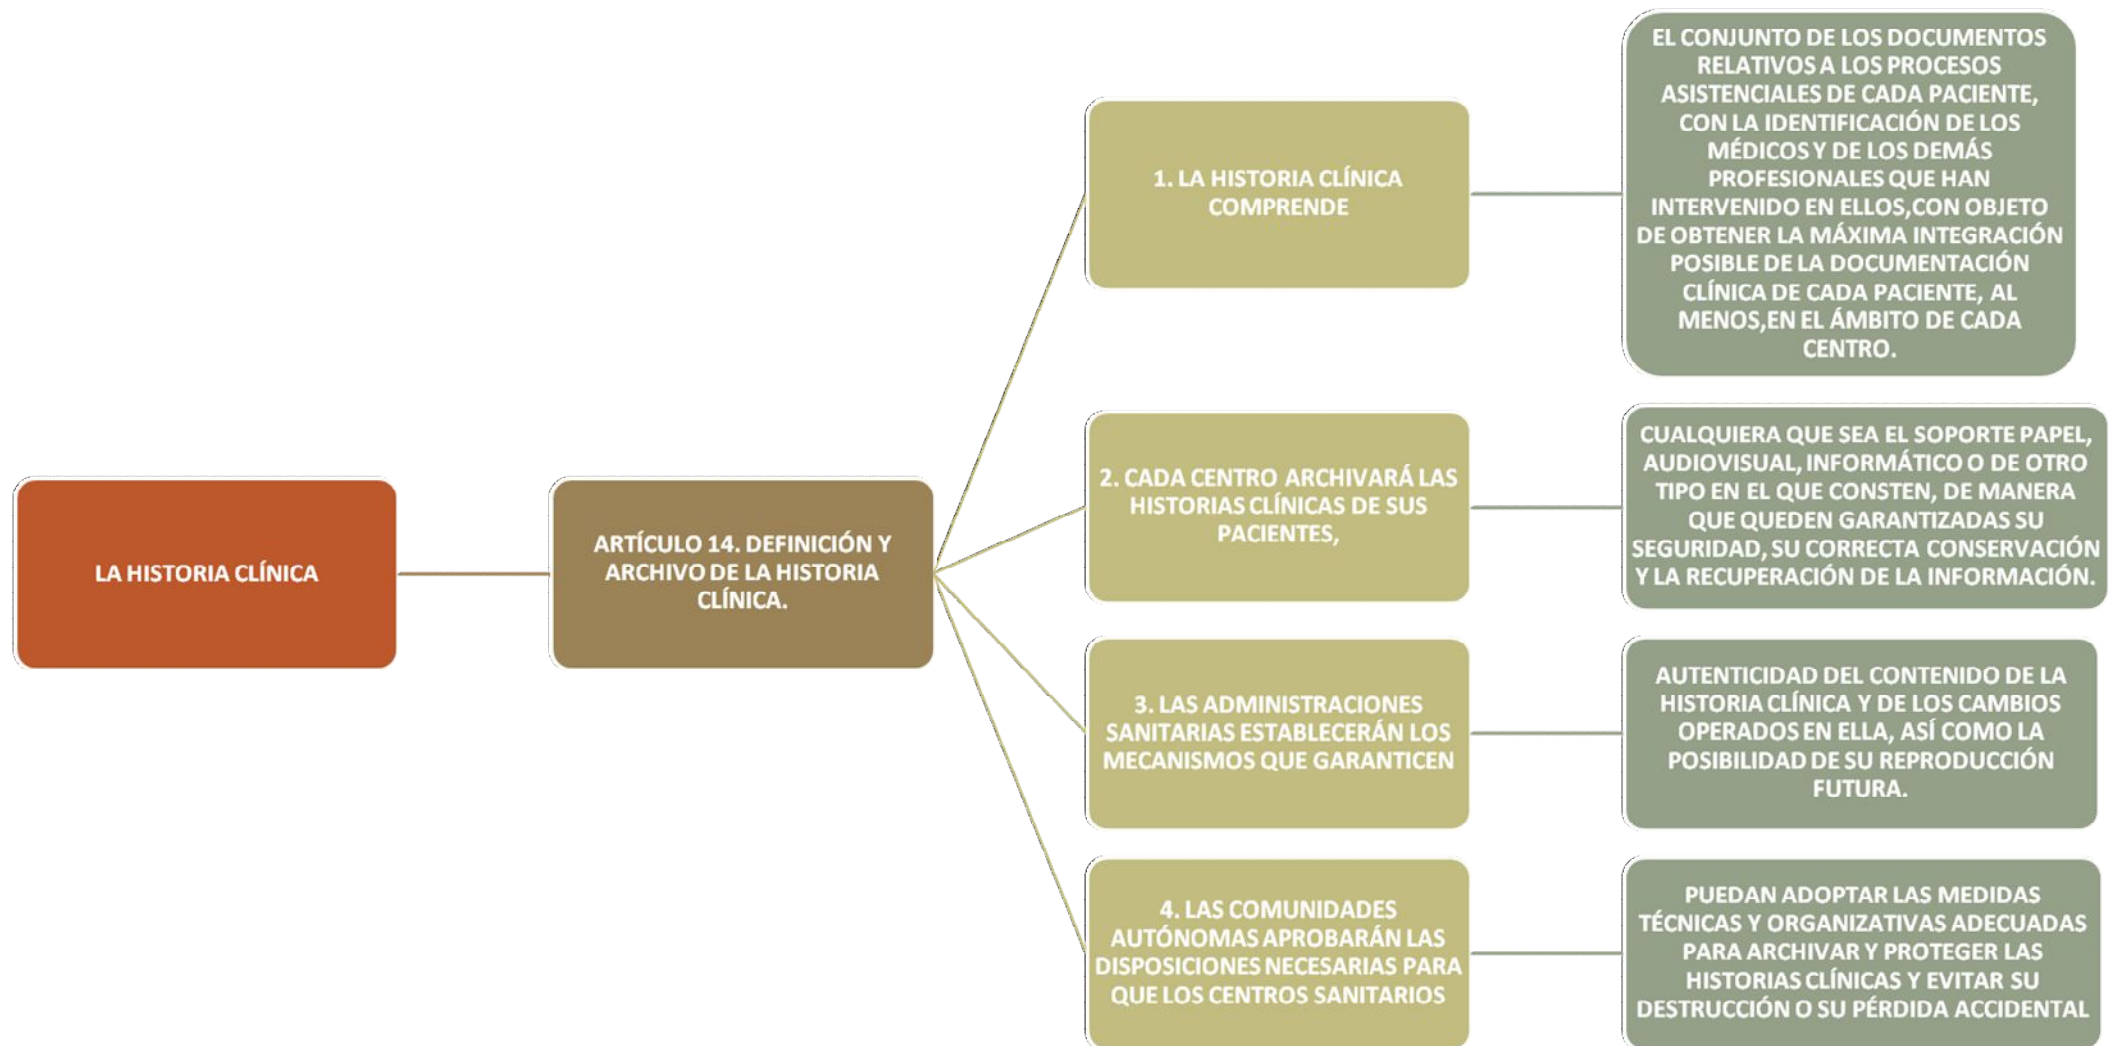 LA HISTORIA CLÍNICA
ARTÍCULO 14. DEFINICIÓN Y
ARCHIVO DE LA HISTORIA
CLÍNICA.
1. LA HISTORIA CLÍNICA
COMPRENDE
EL CONJUNTO DE LOS DOCUMENTOS
RELATIVOS A LOS PROCESOS
ASISTENCIALES DE CADA PACIENTE,
CON LA IDENTIFICACIÓN DE LOS
MÉDICOS Y DE LOS DEMÁS
PROFESIONALES QUE HAN
INTERVENIDO EN ELLOS,CON OBJETO
DE OBTENER LA MÁXIMA INTEGRACIÓN
POSIBLE DE LA DOCUMENTACIÓN
CLÍNICA DE CADA PACIENTE, AL
MENOS,EN EL ÁMBITO DE CADA
CENTRO.
2. CADA CENTRO ARCHIVARÁ LAS
HISTORIAS CLÍNICAS DE SUS
PACIENTES,
CUALQUIERA QUE SEA EL SOPORTE PAPEL,
AUDIOVISUAL, INFORMÁTICO O DE OTRO
TIPO EN EL QUE CONSTEN, DE MANERA
QUE QUEDEN GARANTIZADAS SU
SEGURIDAD, SU CORRECTA CONSERVACIÓN
Y LA RECUPERACIÓN DE LA INFORMACIÓN.
3. LAS ADMINISTRACIONES
SANITARIAS ESTABLECERÁN LOS
MECANISMOS QUE GARANTICEN
AUTENTICIDAD DEL CONTENIDO DE LA
HISTORIA CLÍNICA Y DE LOS CAMBIOS
OPERADOS EN ELLA, ASÍ COMO LA
POSIBILIDAD DE SU REPRODUCCIÓN
FUTURA.
4. LAS COMUNIDADES
AUTÓNOMAS APROBARÁN LAS
DISPOSICIONES NECESARIAS PARA
QUE LOS CENTROS SANITARIOS
PUEDAN ADOPTAR LAS MEDIDAS
TÉCNICAS Y ORGANIZATIVAS ADECUADAS
PARA ARCHIVAR Y PROTEGER LAS
HISTORIAS CLÍNICAS Y EVITAR SU
DESTRUCCIÓN O SU PÉRDIDA ACCIDENTAL